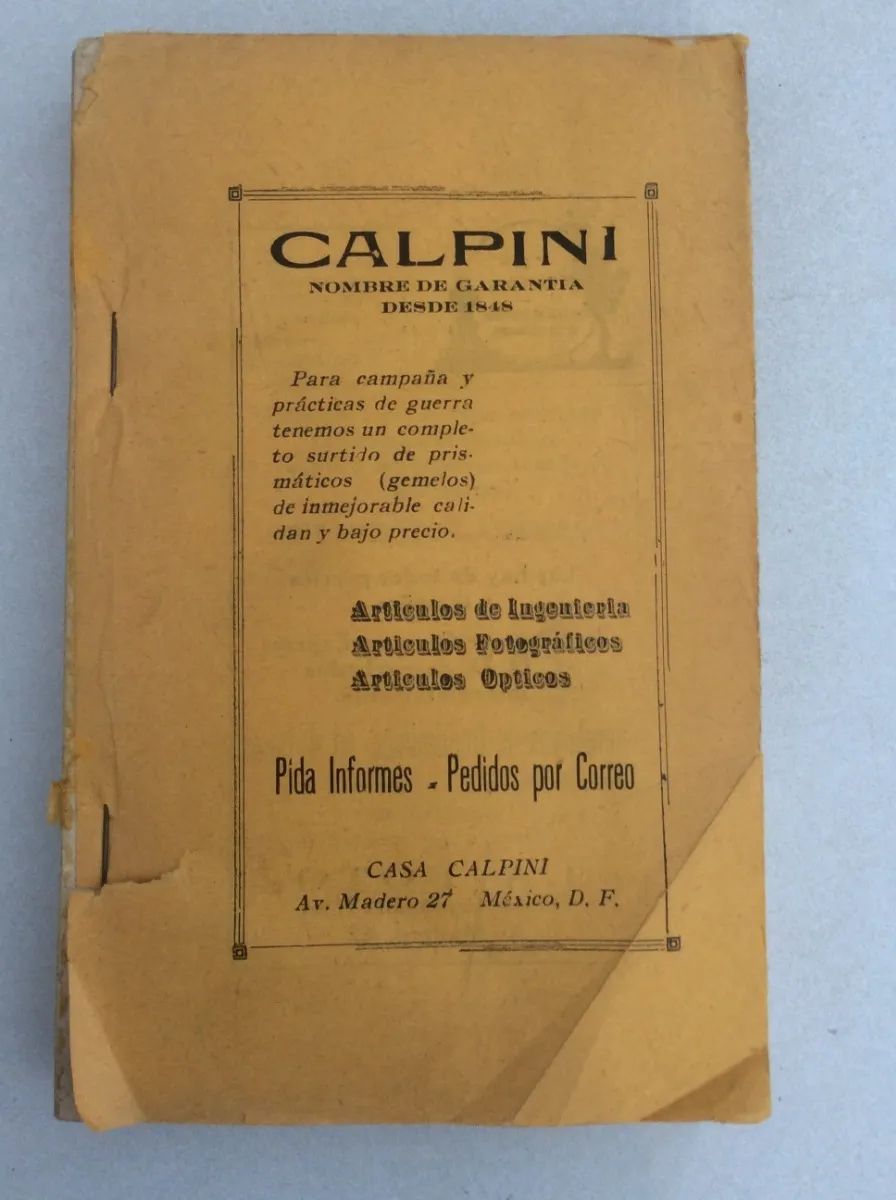 CALPINI
NOMBRE DE GARANTIA
DESDE 1848
Para campaña y
prácticas de guerra
tenemos un comple-
to surtido de pris-
máticos (gemelos)
de inmejorable cali-
dan y bajo precio.
Articulos de Ingenieria
Articulos Fotográficos
Articulos Opticos
Pida Informes - Pedidos por Correo
CASA CALPINI
Av. Madero 27 México, D. F.